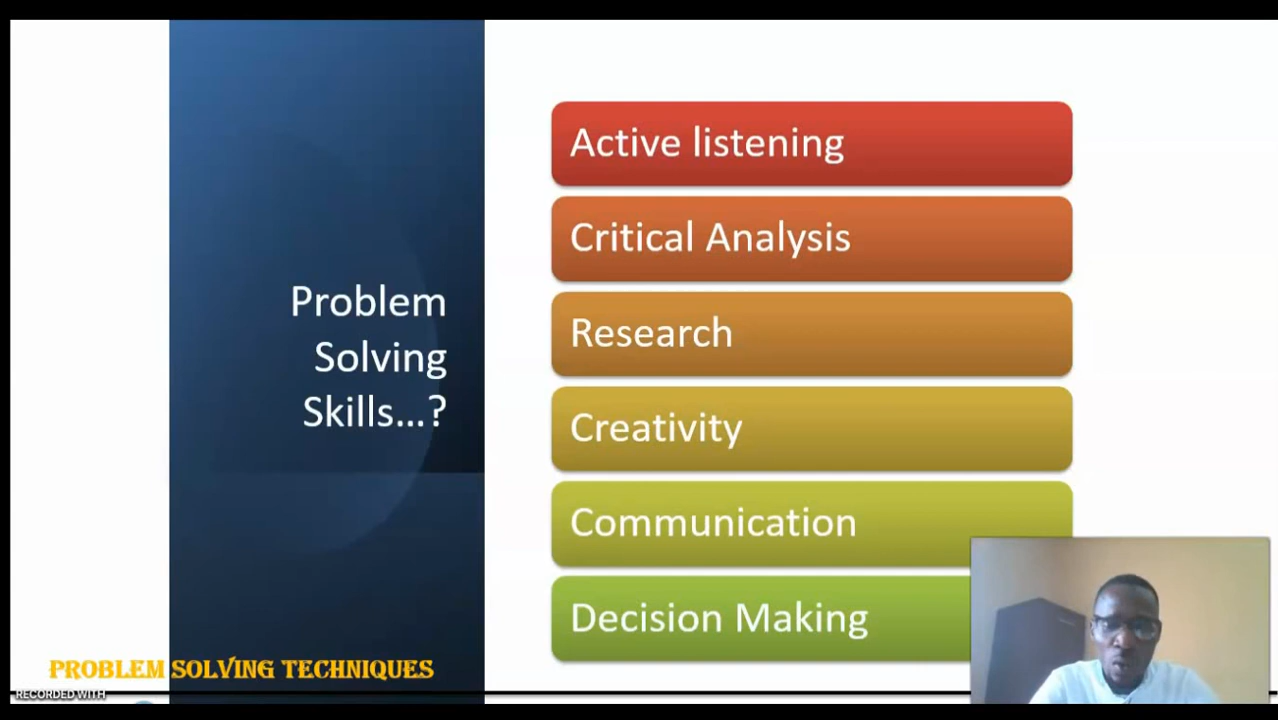 Problem
Solving
Skills...?
Active listening
Critical Analysis
Research
Creativity
Communication
Decision Making
PROBLEM SOLVING TECHNIQUES
RECORDED WITH